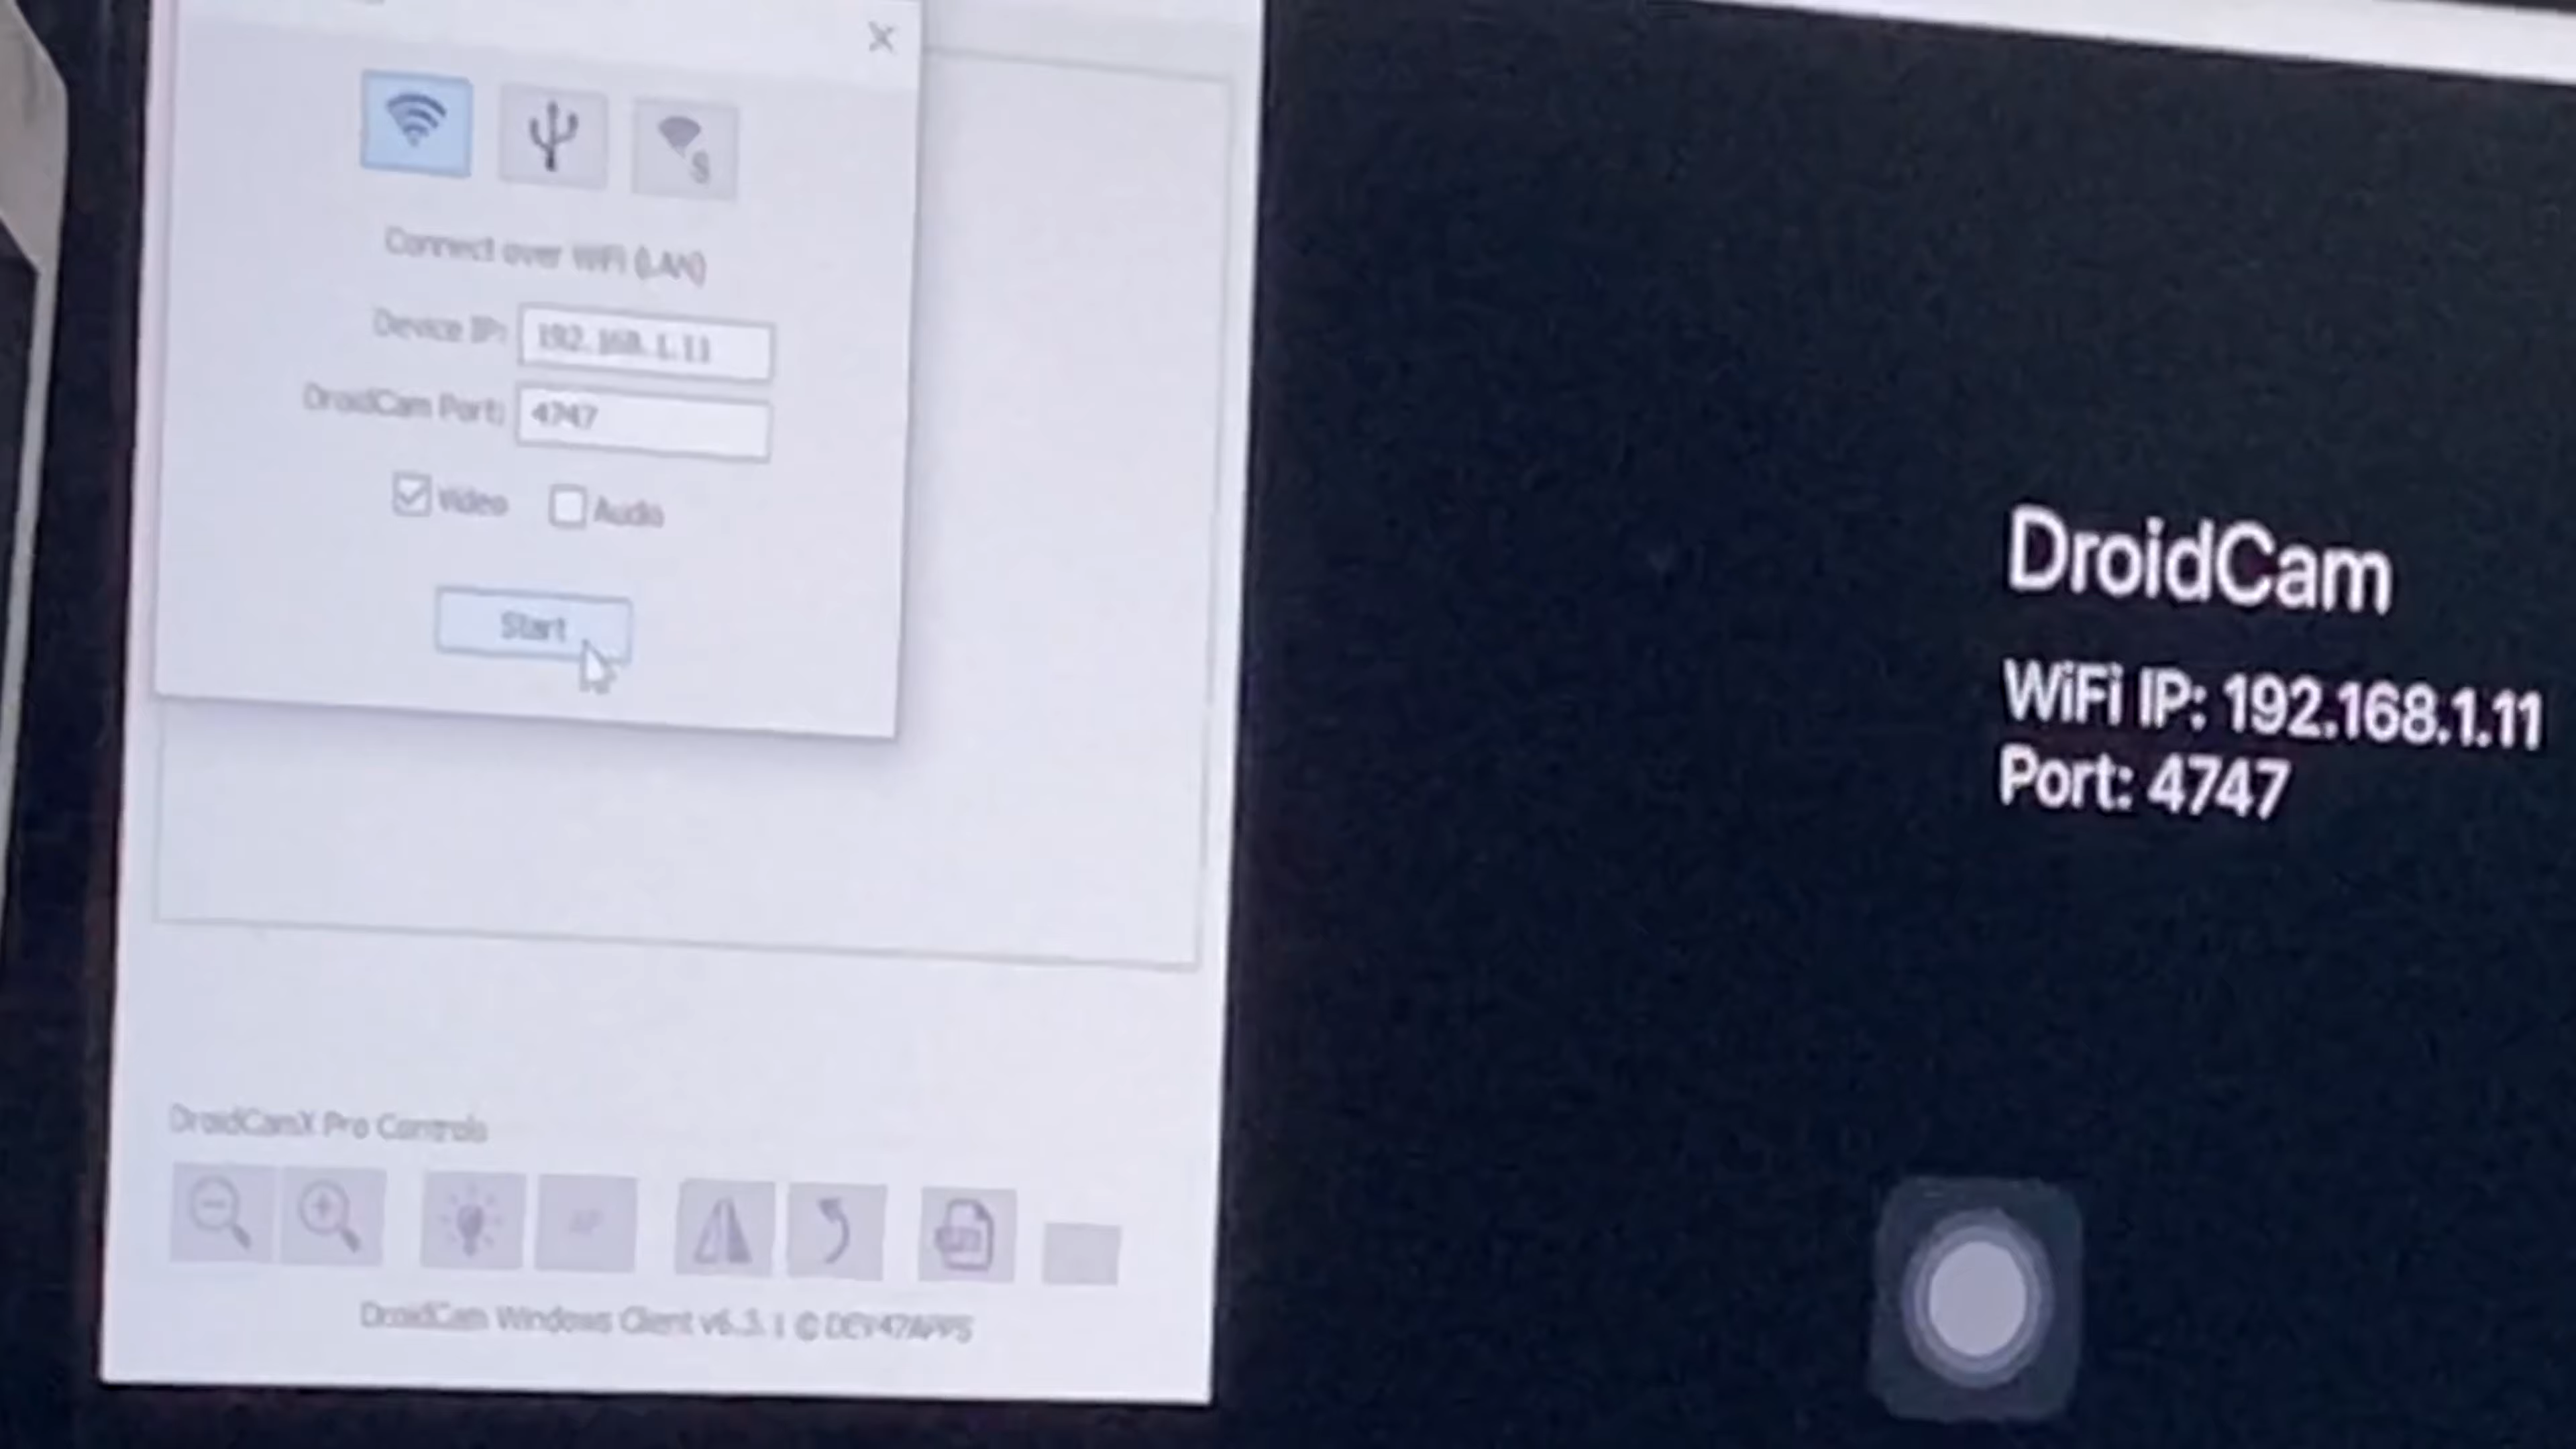 Connect over WiFi (LAN)
Device IP: 192.168.1.11
DroidCam Port: 4747
Video Audio
Start
DroidCamX Pro Controls
DroidCam Windows Client v6.3.1 © DEV47APPS
DroidCam
WiFi IP: 192.168.1.11
Port: 4747